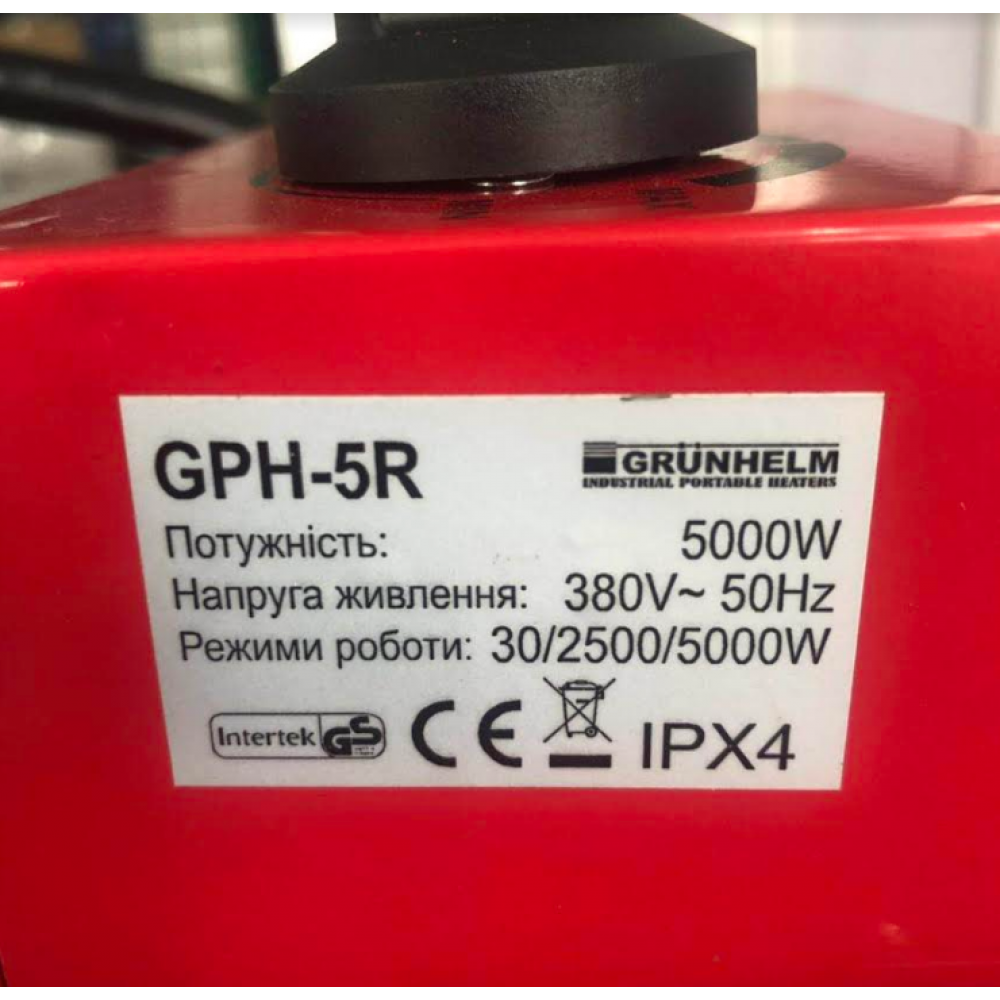 GPH-5R
GRÜNHELM
INDUSTRIAL PORTABLE HEATERS
Потужність: 5000W
Напруга живлення: 380V~ 50Hz
Режими роботи: 30/2500/5000W
Intertek GS CE IPX4